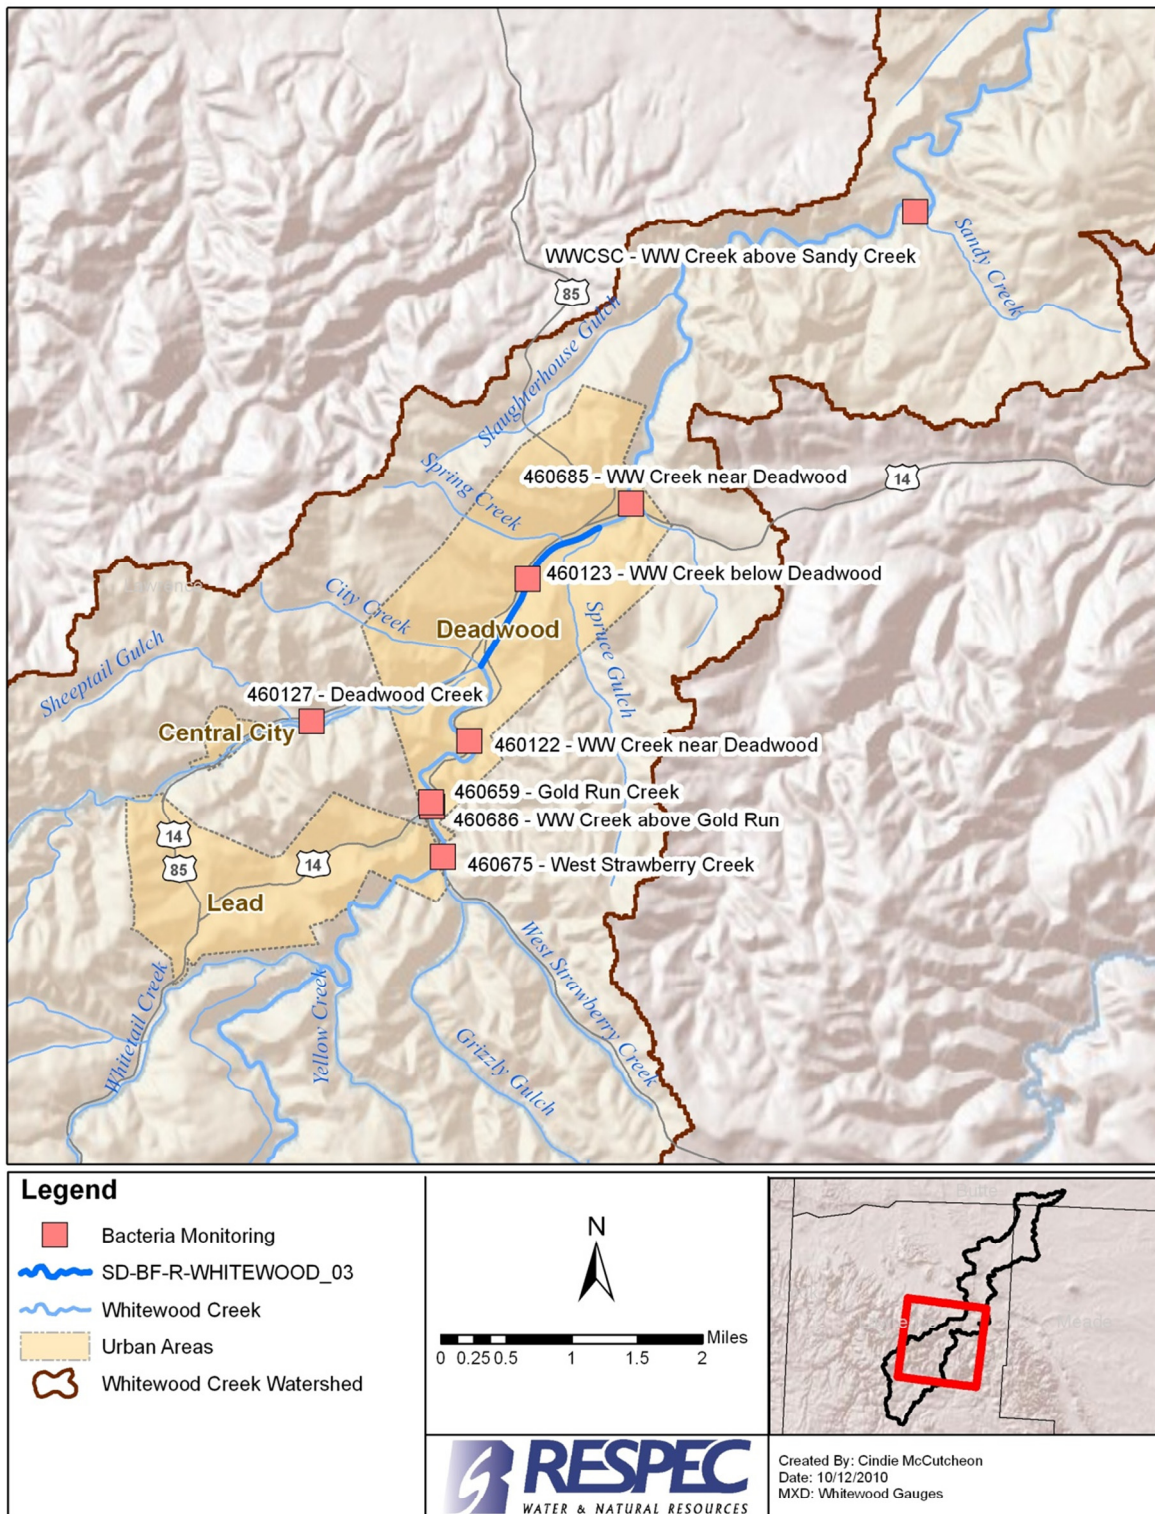 Sandy Creek
WWCSC - WW Creek above Sandy Creek
85
Slaughterhouse Gulch
Spring Creek
460685 - WW Creek near Deadwood
14
460123 - WW Creek below Deadwood
City Creek
Deadwood
Spruce Gulch
Sheeptail Gulch
460127 - Deadwood Creek
Central City
460122 - WW Creek near Deadwood
460659 - Gold Run Creek
460686 - WW Creek above Gold Run
14
85
14
460675 - West Strawberry Creek
Lead
West Strawberry Creek
Whitetail Creek
Yellow Creek
Grizzly Gulch
Legend
Bacteria Monitoring
SD-BF-R-WHITEWOOD_03
Whitewood Creek
Urban Areas
Whitewood Creek Watershed
N
Miles
0 0.25 0.5 1 1.5 2
Meade
RESPEC
WATER & NATURAL RESOURCES
Created By: Cindie McCutcheon
Date: 10/12/2010
MXD: Whitewood Gauges